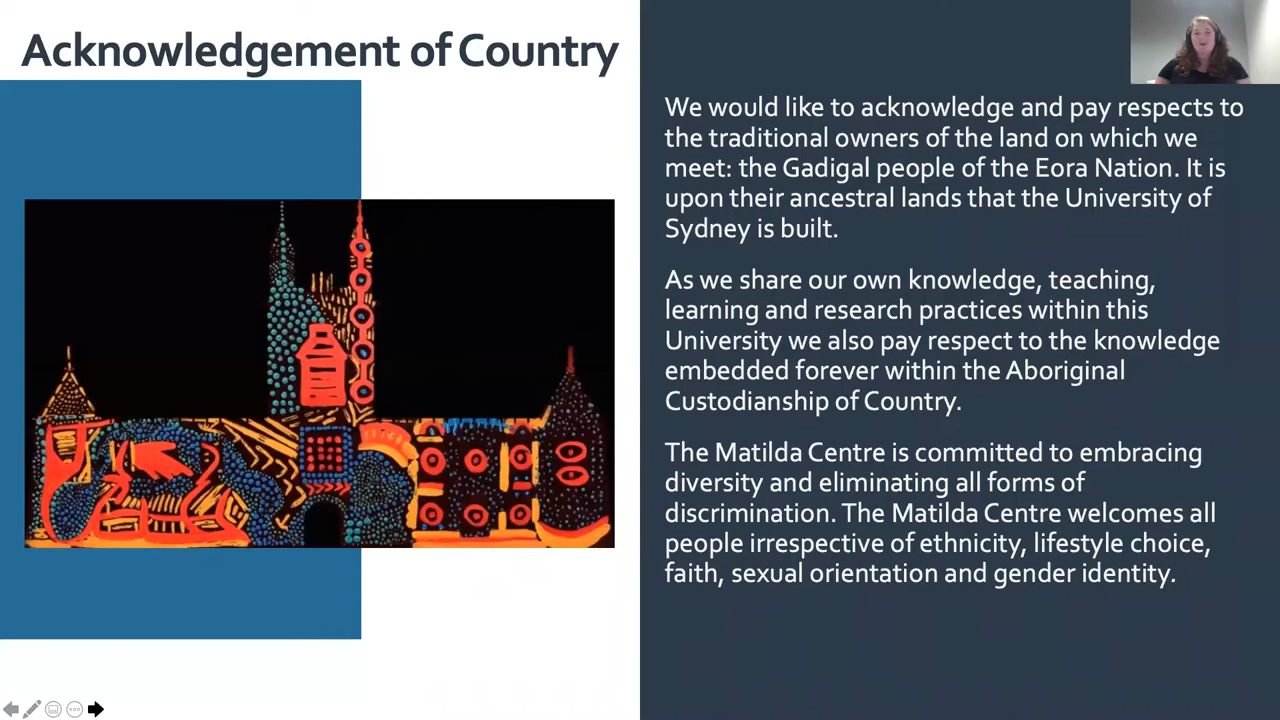 Acknowledgement of Country
We would like to acknowledge and pay respects to
the traditional owners of the land on which we
meet: the Gadigal people of the Eora Nation. It is
upon their ancestral lands that the University of
Sydney is built.
As we share our own knowledge, teaching,
learning and research practices within this
University we also pay respect to the knowledge
embedded forever within the Aboriginal
Custodianship of Country.
The Matilda Centre is committed to embracing
diversity and eliminating all forms of
discrimination. The Matilda Centre welcomes all
people irrespective of ethnicity, lifestyle choice,
faith, sexual orientation and gender identity.